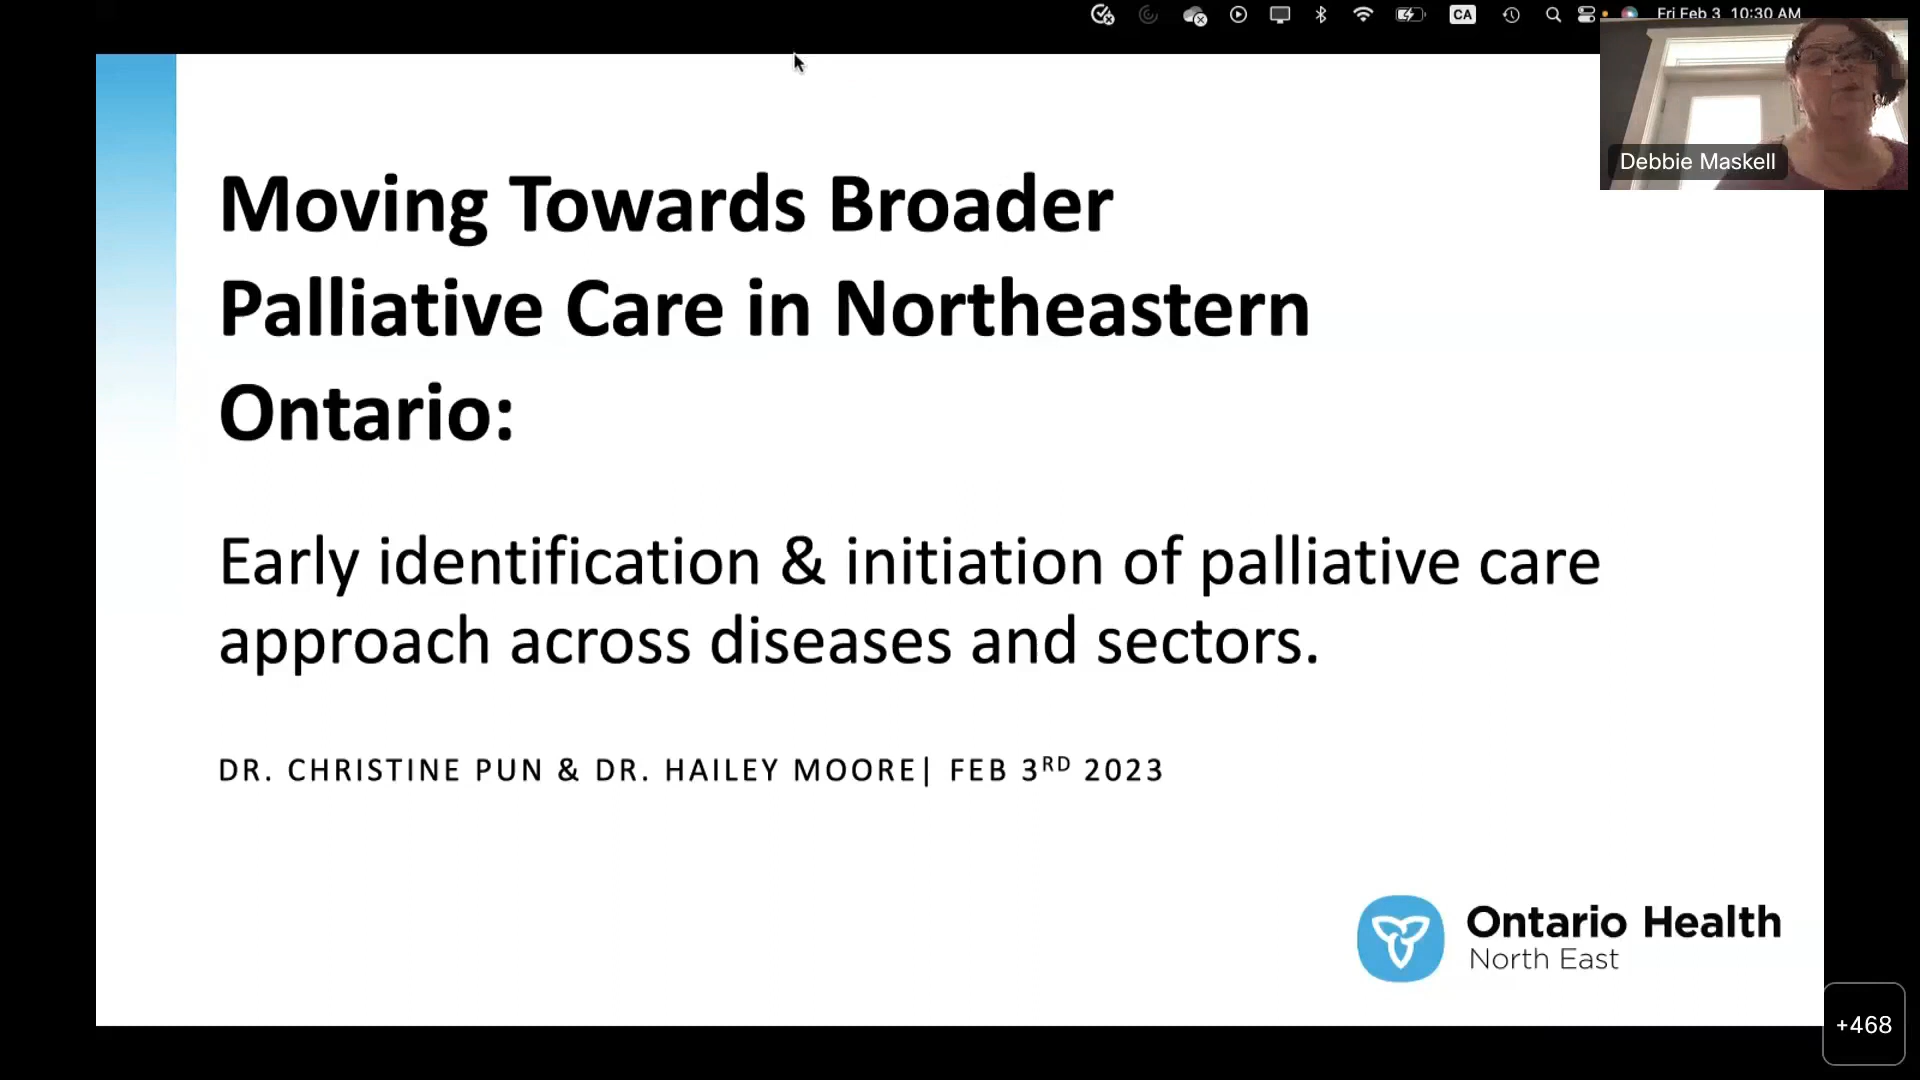 CA
Fri Feb 3 10:30 AM
Debbie Maskell
Moving Towards Broader
Palliative Care in Northeastern
Ontario:
Early identification & initiation of palliative care
approach across diseases and sectors.
DR. CHRISTINE PUN & DR. HAILEY MOORE| FEB 3RD 2023
Ontario Health
North East
+468